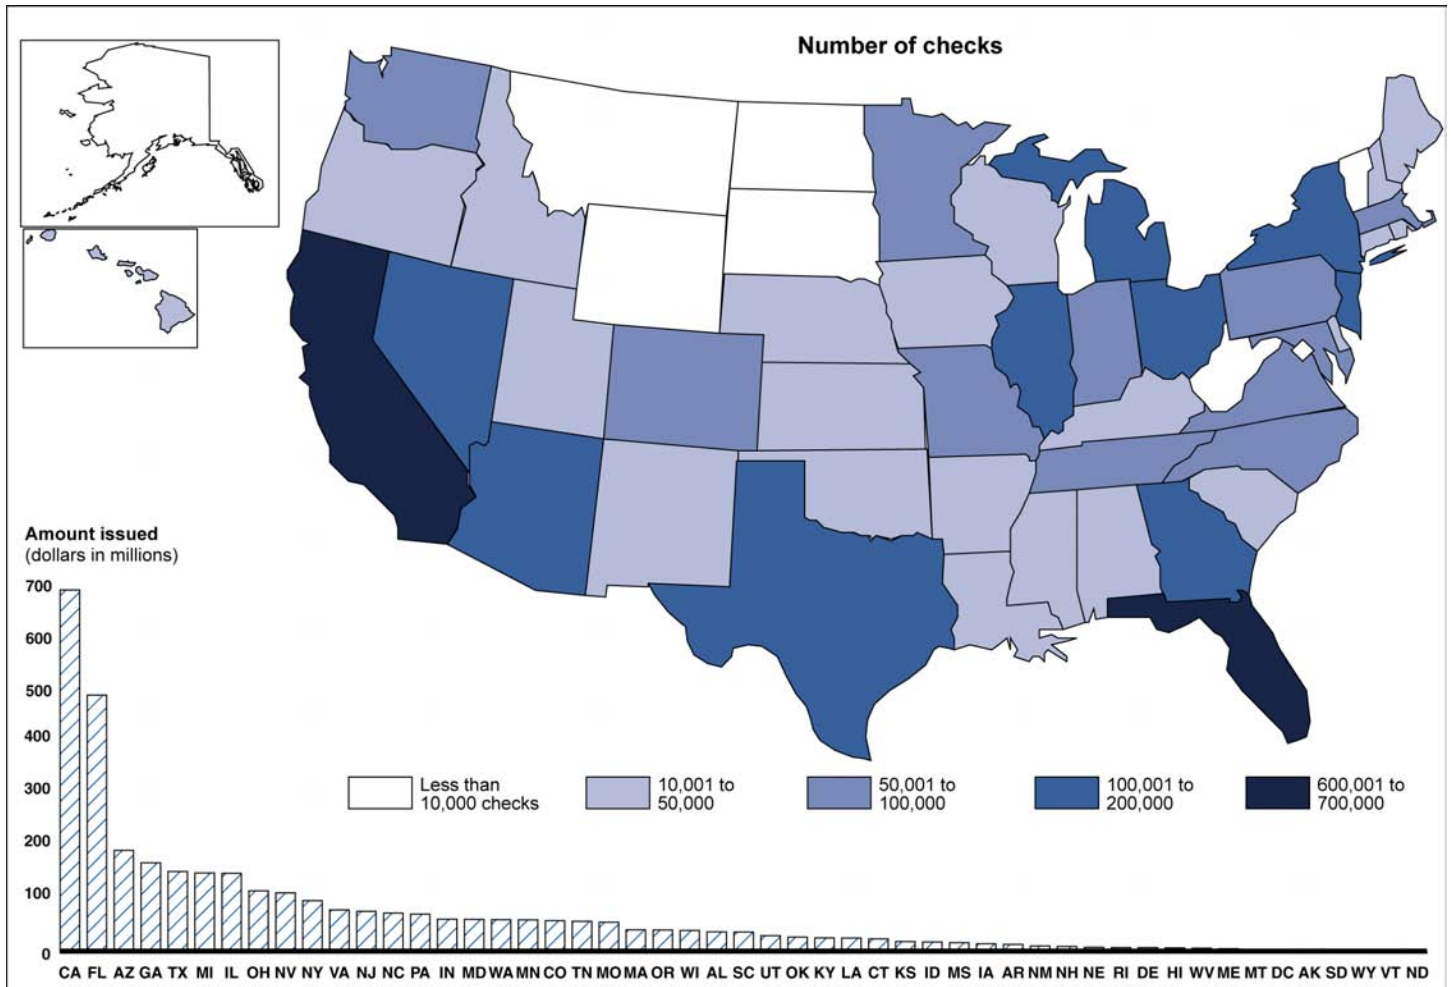 Number of checks
Amount issued
(dollars in millions)
700
600
500
400
300
200
100
0
Less than
10,000 checks
10,001 to
50,000
50,001 to
100,000
100,001 to
200,000
600,001 to
700,000
CA FL AZ GA TX MI IL OH NV NY VA NJ NC PA IN MD WA MN CO TN MO MA OR WI AL SC UT OK KY LA CT KS ID MS IA AR NM NH NE RI DE HI WV ME MT DC AK SD WY VT ND